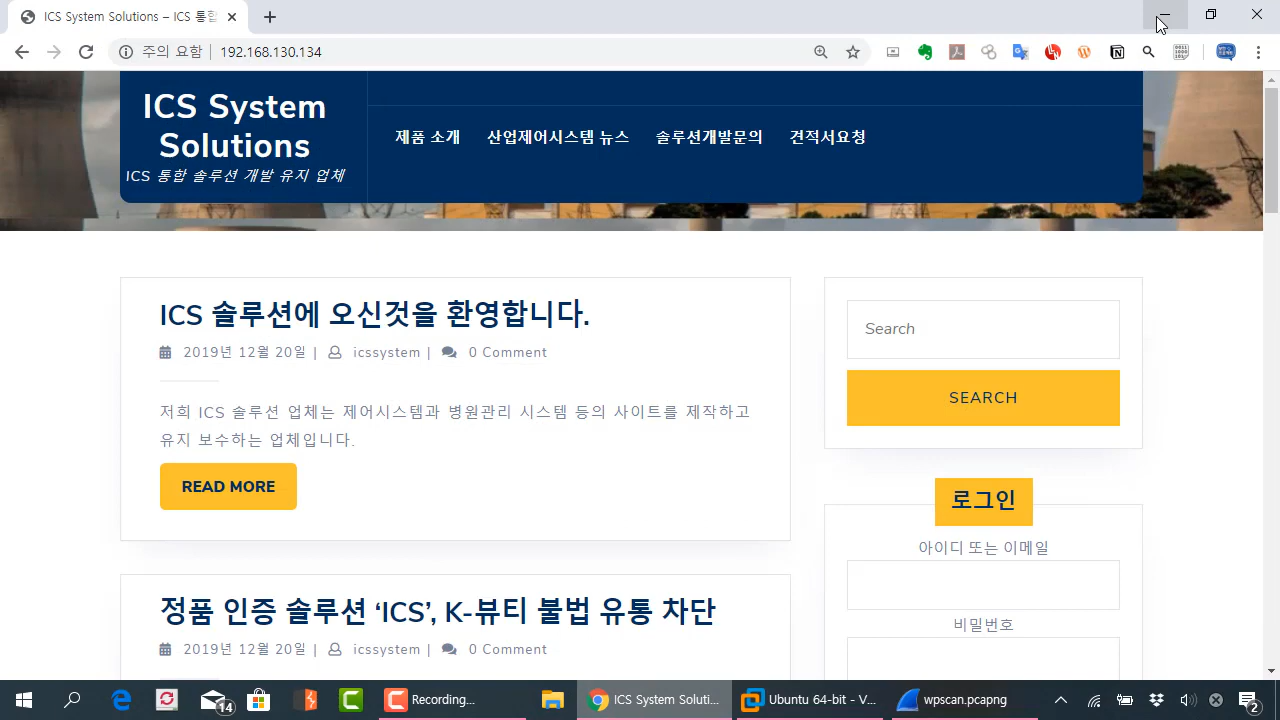 ICS System Solutions – ICS 통합
주의 요함
192.168.130.134
ICS System
Solutions
ICS 통합 솔루션 개발 유지 업체
제품 소개 산업제어시스템 뉴스 솔루션개발문의 견적서요청
ICS 솔루션에 오신것을 환영합니다.
2019년 12월 20일 | icssystem | 0 Comment
저희 ICS 솔루션 업체는 제어시스템과 병원관리 시스템 등의 사이트를 제작하고
유지 보수하는 업체입니다.
READ MORE
정품 인증 솔루션 ‘ICS’, K-뷰티 불법 유통 차단
2019년 12월 20일 | icssystem | 0 Comment
Search
SEARCH
로그인
아이디 또는 이메일
비밀번호
14
Recording...
ICS System Soluti...
Ubuntu 64-bit - V...
wpscan.pcapng
2